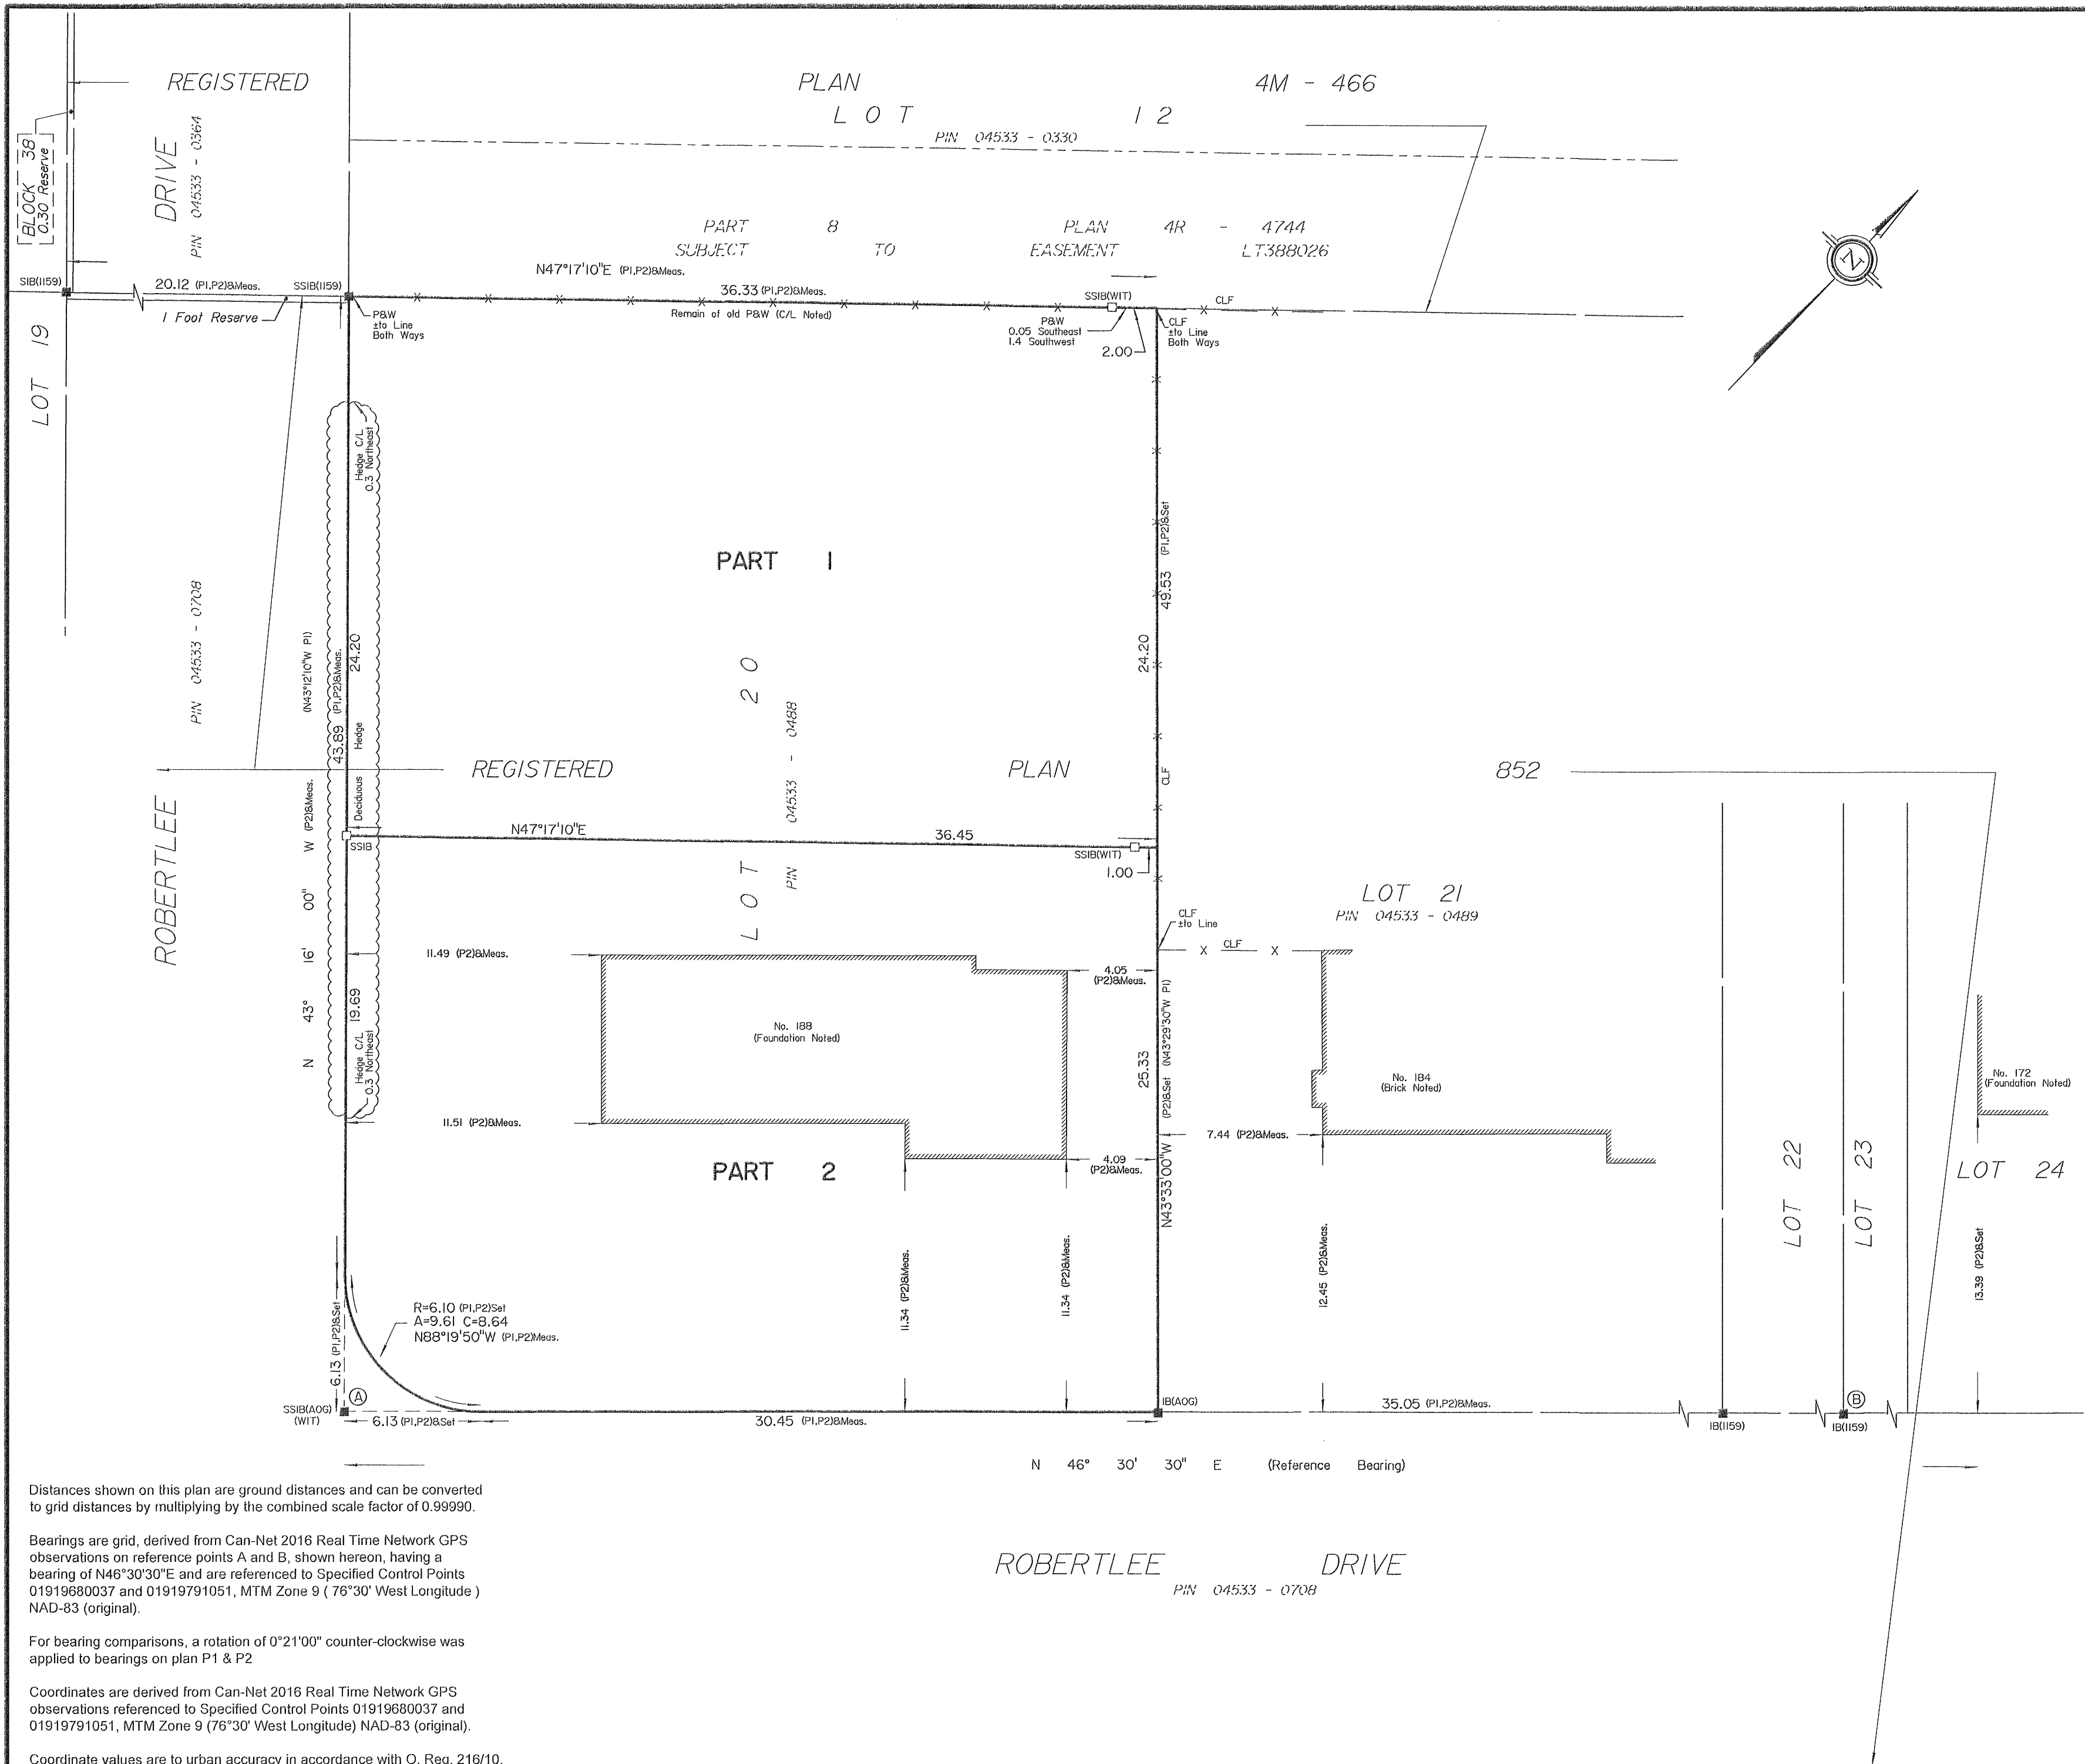 REGISTERED PLAN 4M - 466
LOT 12
PIN 04533 - 0330
BLOCK 38
0.30 Reserve
DRIVE
PIN 04533 - 0364
PART 8 PLAN 4R - 4744
SUBJECT TO EASEMENT LT388026
N47°17'10"E (P1,P2)&Meas.
SIB(1159)
20.12 (P1,P2)&Meas.
SSIB(1159)
36.33 (P1,P2)&Meas.
SSIB(WIT)
CLF
1 Foot Reserve
P&W
±to Line
Both Ways
Remain of old P&W (C/L Noted)
P&W
0.05 Southeast
1.4 Southwest
2.00
CLF
±to Line
Both Ways
LOT 19
Hedge C/L
0.3 Northeast
PART 1
49.53 (P1,P2)&Set
PIN 04533 - 0708
(N43°12'10"W P1)
43.89 (P1,P2)&Meas.
24.20
24.20
LOT 20
PIN 04533 - 0488
Deciduous Hedge
CLF
REGISTERED PLAN 852
ROBERTLEE
N 43° 16' 00" W (P2)&Meas.
N47°17'10"E
36.45
SSIB
SSIB(WIT)
1.00
LOT 21
PIN 04533 - 0489
CLF
±to Line
CLF
11.49 (P2)&Meas.
4.05
(P2)&Meas.
19.69
Hedge C/L
0.3 Northeast
No. 188
(Foundation Noted)
25.33
N43°33'00"W (P2)&Set (N43°29'30"W P1)
No. 184
(Brick Noted)
No. 172
(Foundation Noted)
11.51 (P2)&Meas.
7.44 (P2)&Meas.
4.09
(P2)&Meas.
PART 2
LOT 22
LOT 23
LOT 24
11.34 (P2)&Meas.
11.34 (P2)&Meas.
12.45 (P2)&Meas.
13.39 (P2)&Set
R=6.10 (P1,P2)Set
A=9.61 C=8.64
N88°19'50"W (P1,P2)Meas.
6.13 (P1,P2)&Set
A
SSIB(AOG)
(WIT)
6.13 (P1,P2)&Set
30.45 (P1,P2)&Meas.
IB(AOG)
35.05 (P1,P2)&Meas.
IB(1159)
B
IB(1159)
N 46° 30' 30" E (Reference Bearing)
ROBERTLEE DRIVE
PIN 04533 - 0708
N
Distances shown on this plan are ground distances and can be converted
to grid distances by multiplying by the combined scale factor of 0.99990.
Bearings are grid, derived from Can-Net 2016 Real Time Network GPS
observations on reference points A and B, shown hereon, having a
bearing of N46°30'30"E and are referenced to Specified Control Points
01919680037 and 01919791051, MTM Zone 9 ( 76°30' West Longitude )
NAD-83 (original).
For bearing comparisons, a rotation of 0°21'00" counter-clockwise was
applied to bearings on plan P1 & P2
Coordinates are derived from Can-Net 2016 Real Time Network GPS
observations referenced to Specified Control Points 01919680037 and
01919791051, MTM Zone 9 (76°30' West Longitude) NAD-83 (original).
Coordinate values are to urban accuracy in accordance with O. Reg. 216/10.